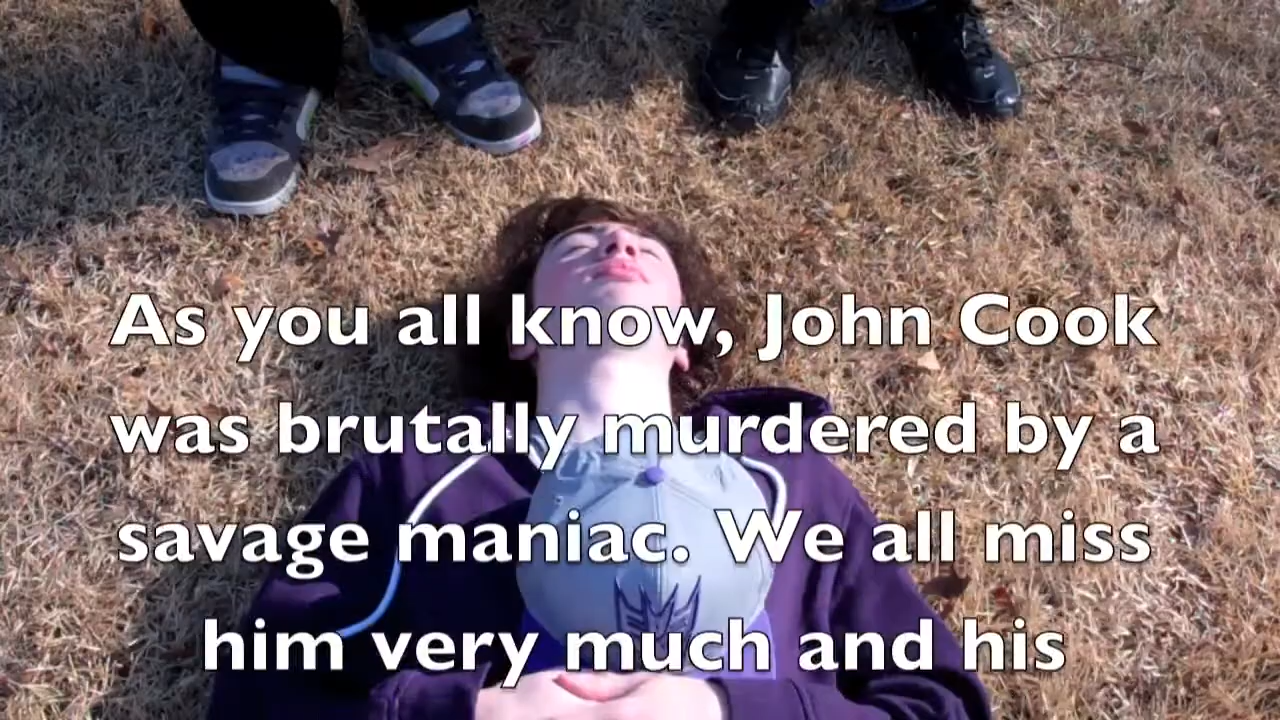 As you all know, John Cook
was brutally murdered by a
savage maniac. We all miss
him very much and his